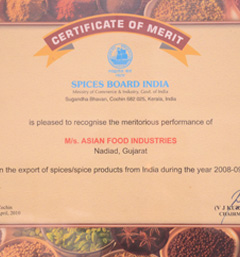 CERTIFICATE OF MERIT
SPICES BOARD INDIA
Ministry of Commerce & Industry, Govt. of India
Sugandha Bhavan, Cochin 682 025, Kerala, India
is pleased to recognise the meritorious performance of
M/s. ASIAN FOOD INDUSTRIES
Nadiad, Gujarat
n the export of spices/spice products from India during the year 2008-09